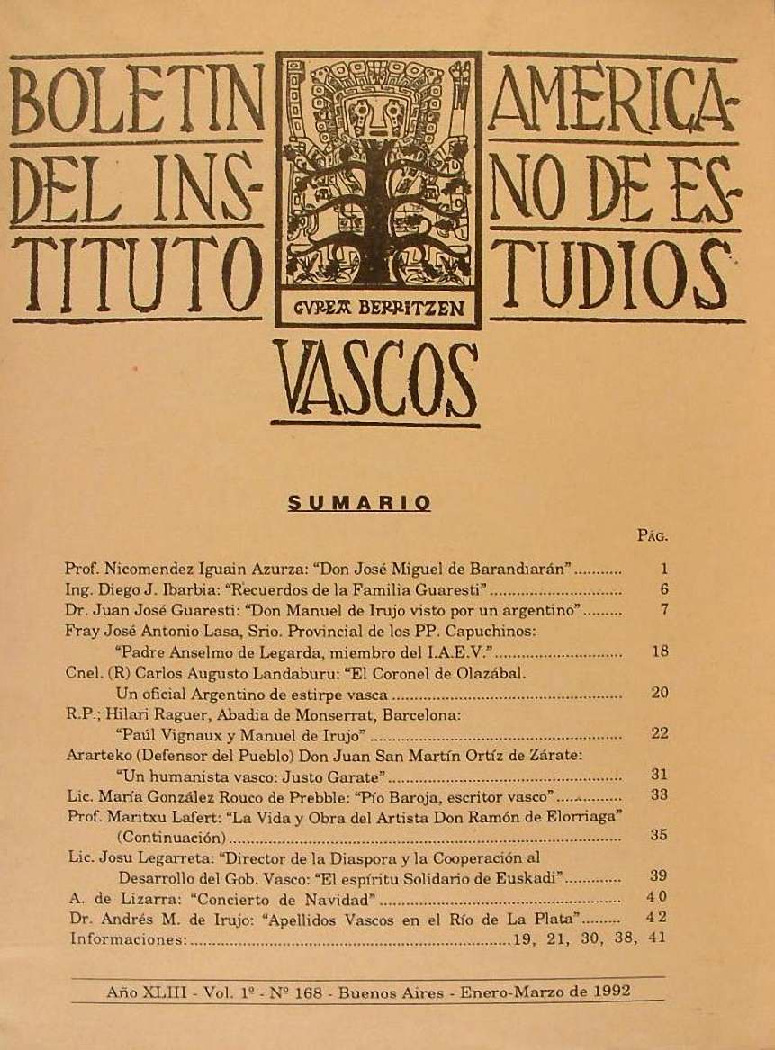 BOLETIN AMERICA-
DEL INS- NO DE ES-
TITUTO TUDIOS
GVREA BERRITZEN
VASCOS
SUMARIO
PÁG.
Prof. Nicomendez Iguain Azurza: “Don José Miguel de Barandiarán”........... 1
Ing. Diego J. Ibarbia: “Recuerdos de la Familia Guaresti”............................... 6
Dr. Juan José Guaresti: “Don Manuel de Irujo visto por un argentino”......... 7
Fray José Antonio Lasa, Srio. Provincial de los PP. Capuchinos:
“Padre Anselmo de Legarda, miembro del I.A.E.V.”.............................. 18
Cnel. (R) Carlos Augusto Landaburu: “El Coronel de Olazábal.
Un oficial Argentino de estirpe vasca...................................................... 20
R.P.; Hilari Raguer, Abadia de Monserrat, Barcelona:
“Paúl Vignaux y Manuel de Irujo”........................................................... 22
Ararteko (Defensor del Pueblo) Don Juan San Martín Ortíz de Zárate:
“Un humanista vasco: Justo Garate”....................................................... 31
Lic. María González Rouco de Prebble: “Pío Baroja, escritor vasco”............... 33
Prof. Mantxu Lafert: “La Vida y Obra del Artista Don Ramón de Elorriaga”
(Continuación)............................................................................................ 35
Lic. Josu Legarreta: “Director de la Diaspora y la Cooperación al
Desarrollo del Gob. Vasco: “El espíritu Solidario de Euskadi”............. 39
A. de Lizarra: “Concierto de Navidad”......................................................... 40
Dr. Andrés M. de Irujo: “Apellidos Vascos en el Río de La Plata”......... 42
Informaciones:............................................................................19, 21, 30, 38, 41
Año XLIII - Vol. 1º - Nº 168 - Buenos Aires - Enero-Marzo de 1992